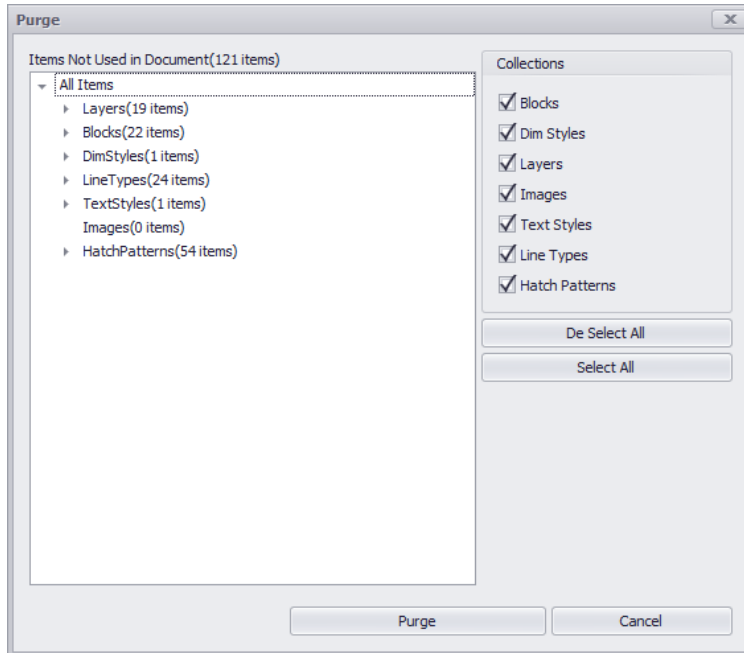 Purge
Items Not Used in Document(121 items)
All Items
Layers(19 items)
Blocks(22 items)
DimStyles(1 items)
LineTypes(24 items)
TextStyles(1 items)
Images(0 items)
HatchPatterns(54 items)
Collections
Blocks
Dim Styles
Layers
Images
Text Styles
Line Types
Hatch Patterns
De Select All
Select All
Purge
Cancel